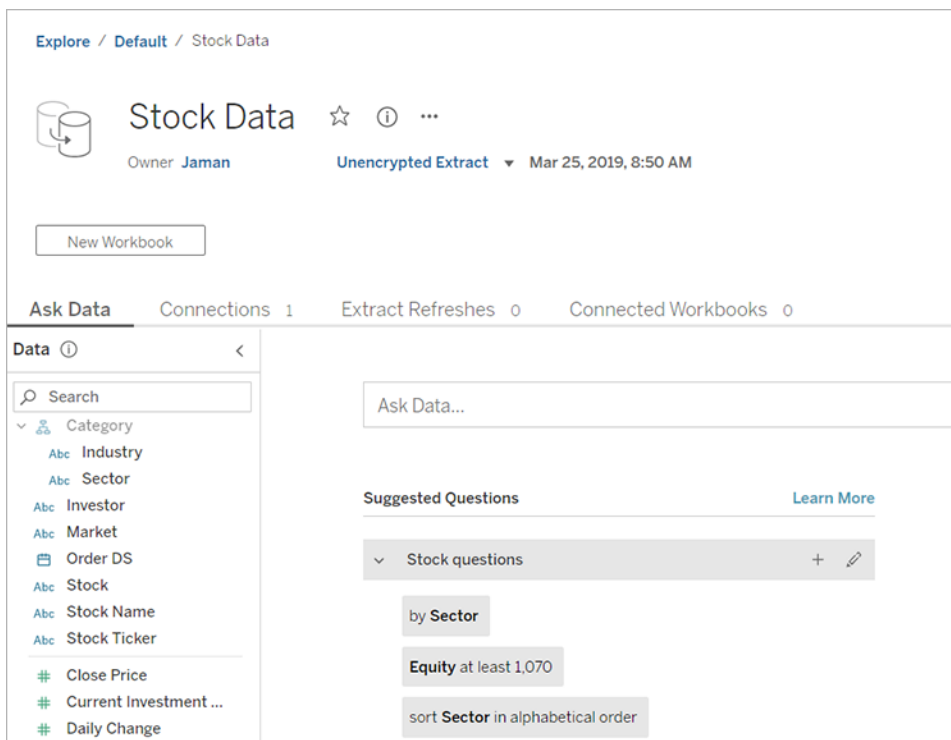 Explore / Default / Stock Data
Stock Data
Owner Jaman
Unencrypted Extract
Mar 25, 2019, 8:50 AM
New Workbook
Ask Data
Connections 1
Extract Refreshes 0
Connected Workbooks 0
Data
Search
Category
Abc Industry
Abc Sector
Abc Investor
Abc Market
Order DS
Abc Stock
Abc Stock Name
Abc Stock Ticker
# Close Price
# Current Investment ...
# Daily Change
Ask Data...
Suggested Questions
Learn More
Stock questions
by Sector
Equity at least 1,070
sort Sector in alphabetical order